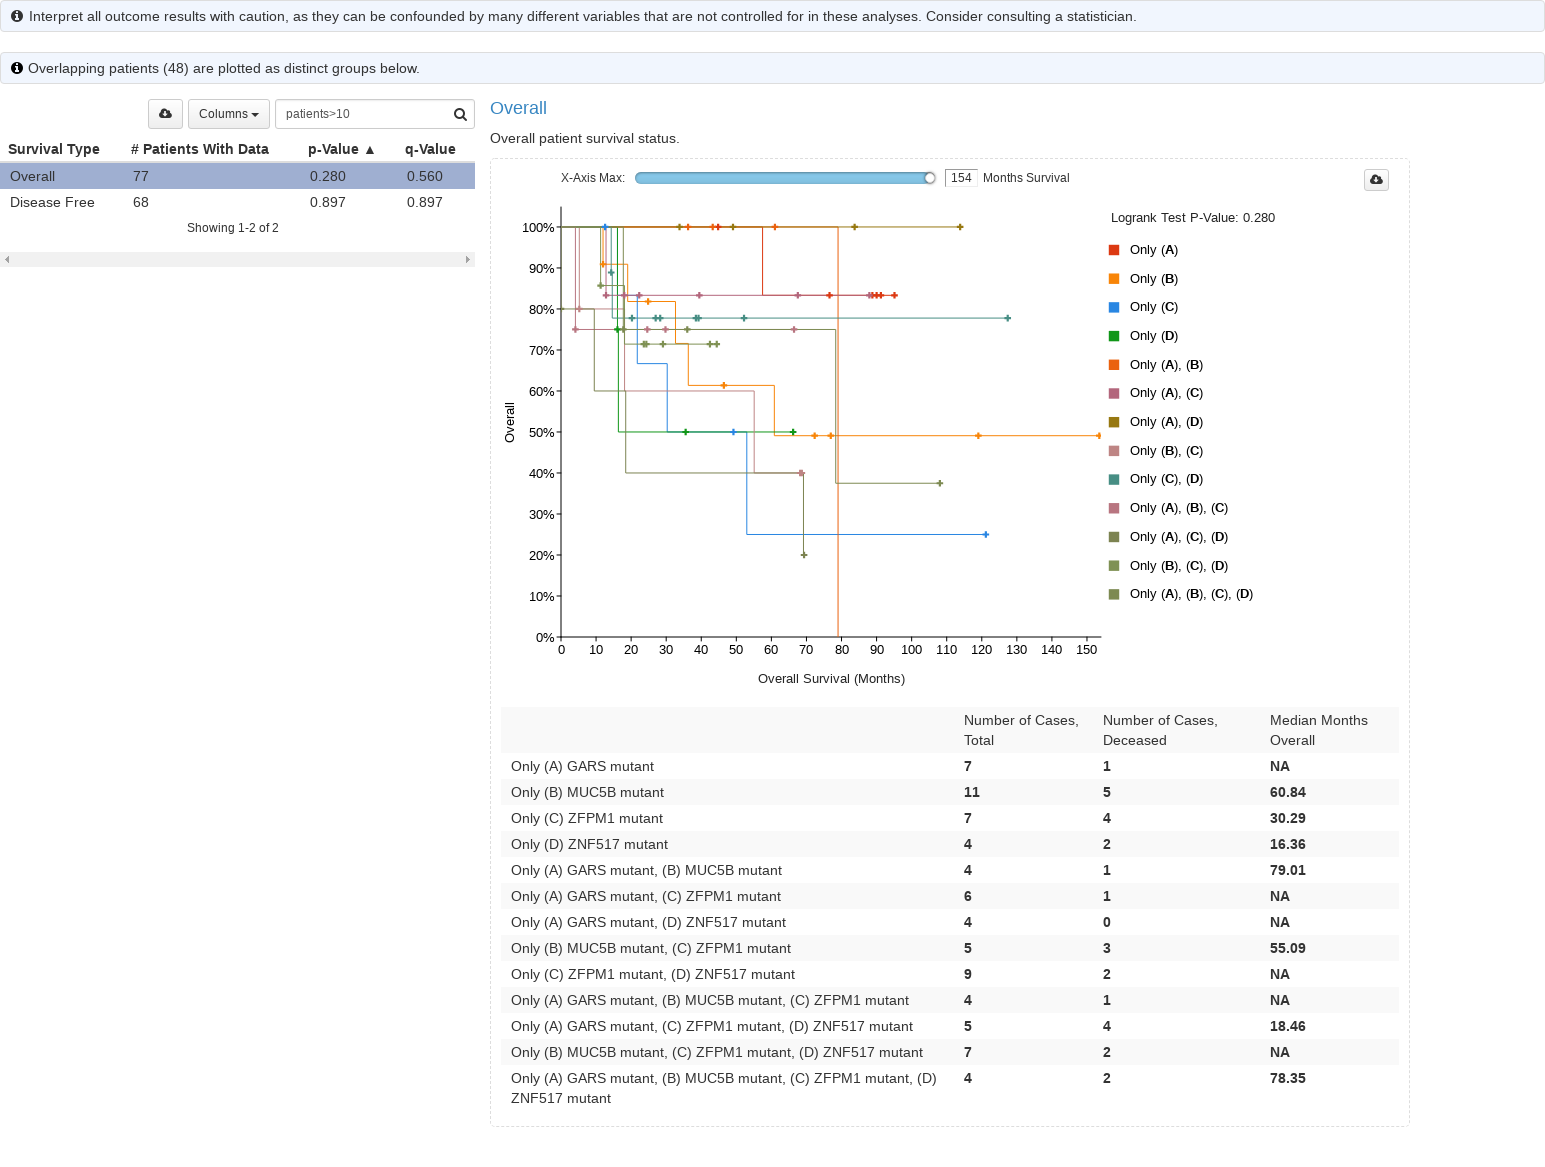 Interpret all outcome results with caution, as they can be confounded by many different variables that are not controlled for in these analyses. Consider consulting a statistician.
Overlapping patients (48) are plotted as distinct groups below.
Columns patients>10
Survival Type # Patients With Data p-Value ▲ q-Value
Overall 77 0.280 0.560
Disease Free 68 0.897 0.897
Showing 1-2 of 2
Overall
Overall patient survival status.
X-Axis Max: 154 Months Survival
Logrank Test P-Value: 0.280
Only (A)
Only (B)
Only (C)
Only (D)
Only (A), (B)
Only (A), (C)
Only (A), (D)
Only (B), (C)
Only (C), (D)
Only (A), (B), (C)
Only (A), (C), (D)
Only (B), (C), (D)
Only (A), (B), (C), (D)
100%
90%
80%
70%
60%
50%
40%
30%
20%
10%
0%
Overall
0 10 20 30 40 50 60 70 80 90 100 110 120 130 140 150
Overall Survival (Months)
Number of Cases, Total Number of Cases, Deceased Median Months Overall
Only (A) GARS mutant 7 1 NA
Only (B) MUC5B mutant 11 5 60.84
Only (C) ZFPM1 mutant 7 4 30.29
Only (D) ZNF517 mutant 4 2 16.36
Only (A) GARS mutant, (B) MUC5B mutant 4 1 79.01
Only (A) GARS mutant, (C) ZFPM1 mutant 6 1 NA
Only (A) GARS mutant, (D) ZNF517 mutant 4 0 NA
Only (B) MUC5B mutant, (C) ZFPM1 mutant 5 3 55.09
Only (C) ZFPM1 mutant, (D) ZNF517 mutant 9 2 NA
Only (A) GARS mutant, (B) MUC5B mutant, (C) ZFPM1 mutant 4 1 NA
Only (A) GARS mutant, (C) ZFPM1 mutant, (D) ZNF517 mutant 5 4 18.46
Only (B) MUC5B mutant, (C) ZFPM1 mutant, (D) ZNF517 mutant 7 2 NA
Only (A) GARS mutant, (B) MUC5B mutant, (C) ZFPM1 mutant, (D) 4 2 78.35
ZNF517 mutant